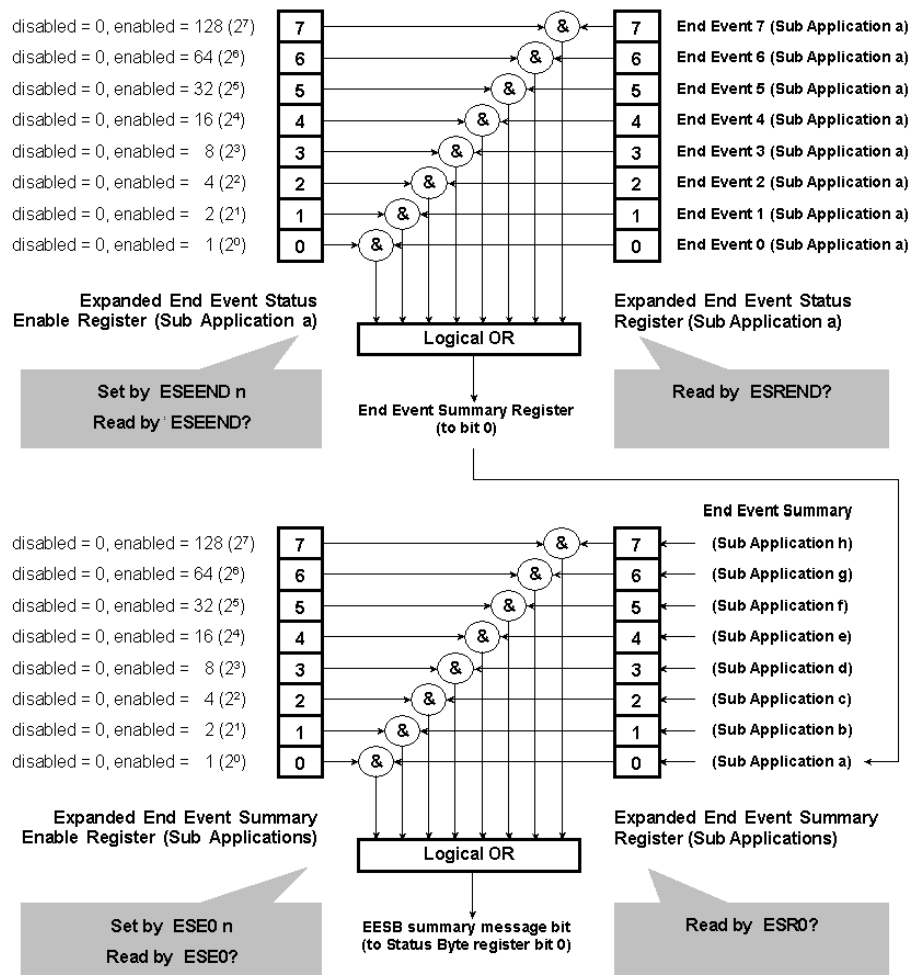 disabled = 0, enabled = 128 (2⁷) 7 & 7 End Event 7 (Sub Application a)
disabled = 0, enabled = 64 (2⁶) 6 & 6 End Event 6 (Sub Application a)
disabled = 0, enabled = 32 (2⁵) 5 & 5 End Event 5 (Sub Application a)
disabled = 0, enabled = 16 (2⁴) 4 & 4 End Event 4 (Sub Application a)
disabled = 0, enabled = 8 (2³) 3 & 3 End Event 3 (Sub Application a)
disabled = 0, enabled = 4 (2²) 2 & 2 End Event 2 (Sub Application a)
disabled = 0, enabled = 2 (2¹) 1 & 1 End Event 1 (Sub Application a)
disabled = 0, enabled = 1 (2⁰) 0 & 0 End Event 0 (Sub Application a)
Expanded End Event Status
Enable Register (Sub Application a)
Expanded End Event Status
Register (Sub Application a)
Logical OR
Set by ESEEND n
Read by ESEEND?
Read by ESREND?
End Event Summary Register
(to bit 0)
End Event Summary
disabled = 0, enabled = 128 (2⁷) 7 & 7 (Sub Application h)
disabled = 0, enabled = 64 (2⁶) 6 & 6 (Sub Application g)
disabled = 0, enabled = 32 (2⁵) 5 & 5 (Sub Application f)
disabled = 0, enabled = 16 (2⁴) 4 & 4 (Sub Application e)
disabled = 0, enabled = 8 (2³) 3 & 3 (Sub Application d)
disabled = 0, enabled = 4 (2²) 2 & 2 (Sub Application c)
disabled = 0, enabled = 2 (2¹) 1 & 1 (Sub Application b)
disabled = 0, enabled = 1 (2⁰) 0 & 0 (Sub Application a)
Expanded End Event Summary
Enable Register (Sub Applications)
Expanded End Event Summary
Register (Sub Applications)
Logical OR
Set by ESE0 n
Read by ESE0?
EESB summary message bit
(to Status Byte register bit 0)
Read by ESR0?